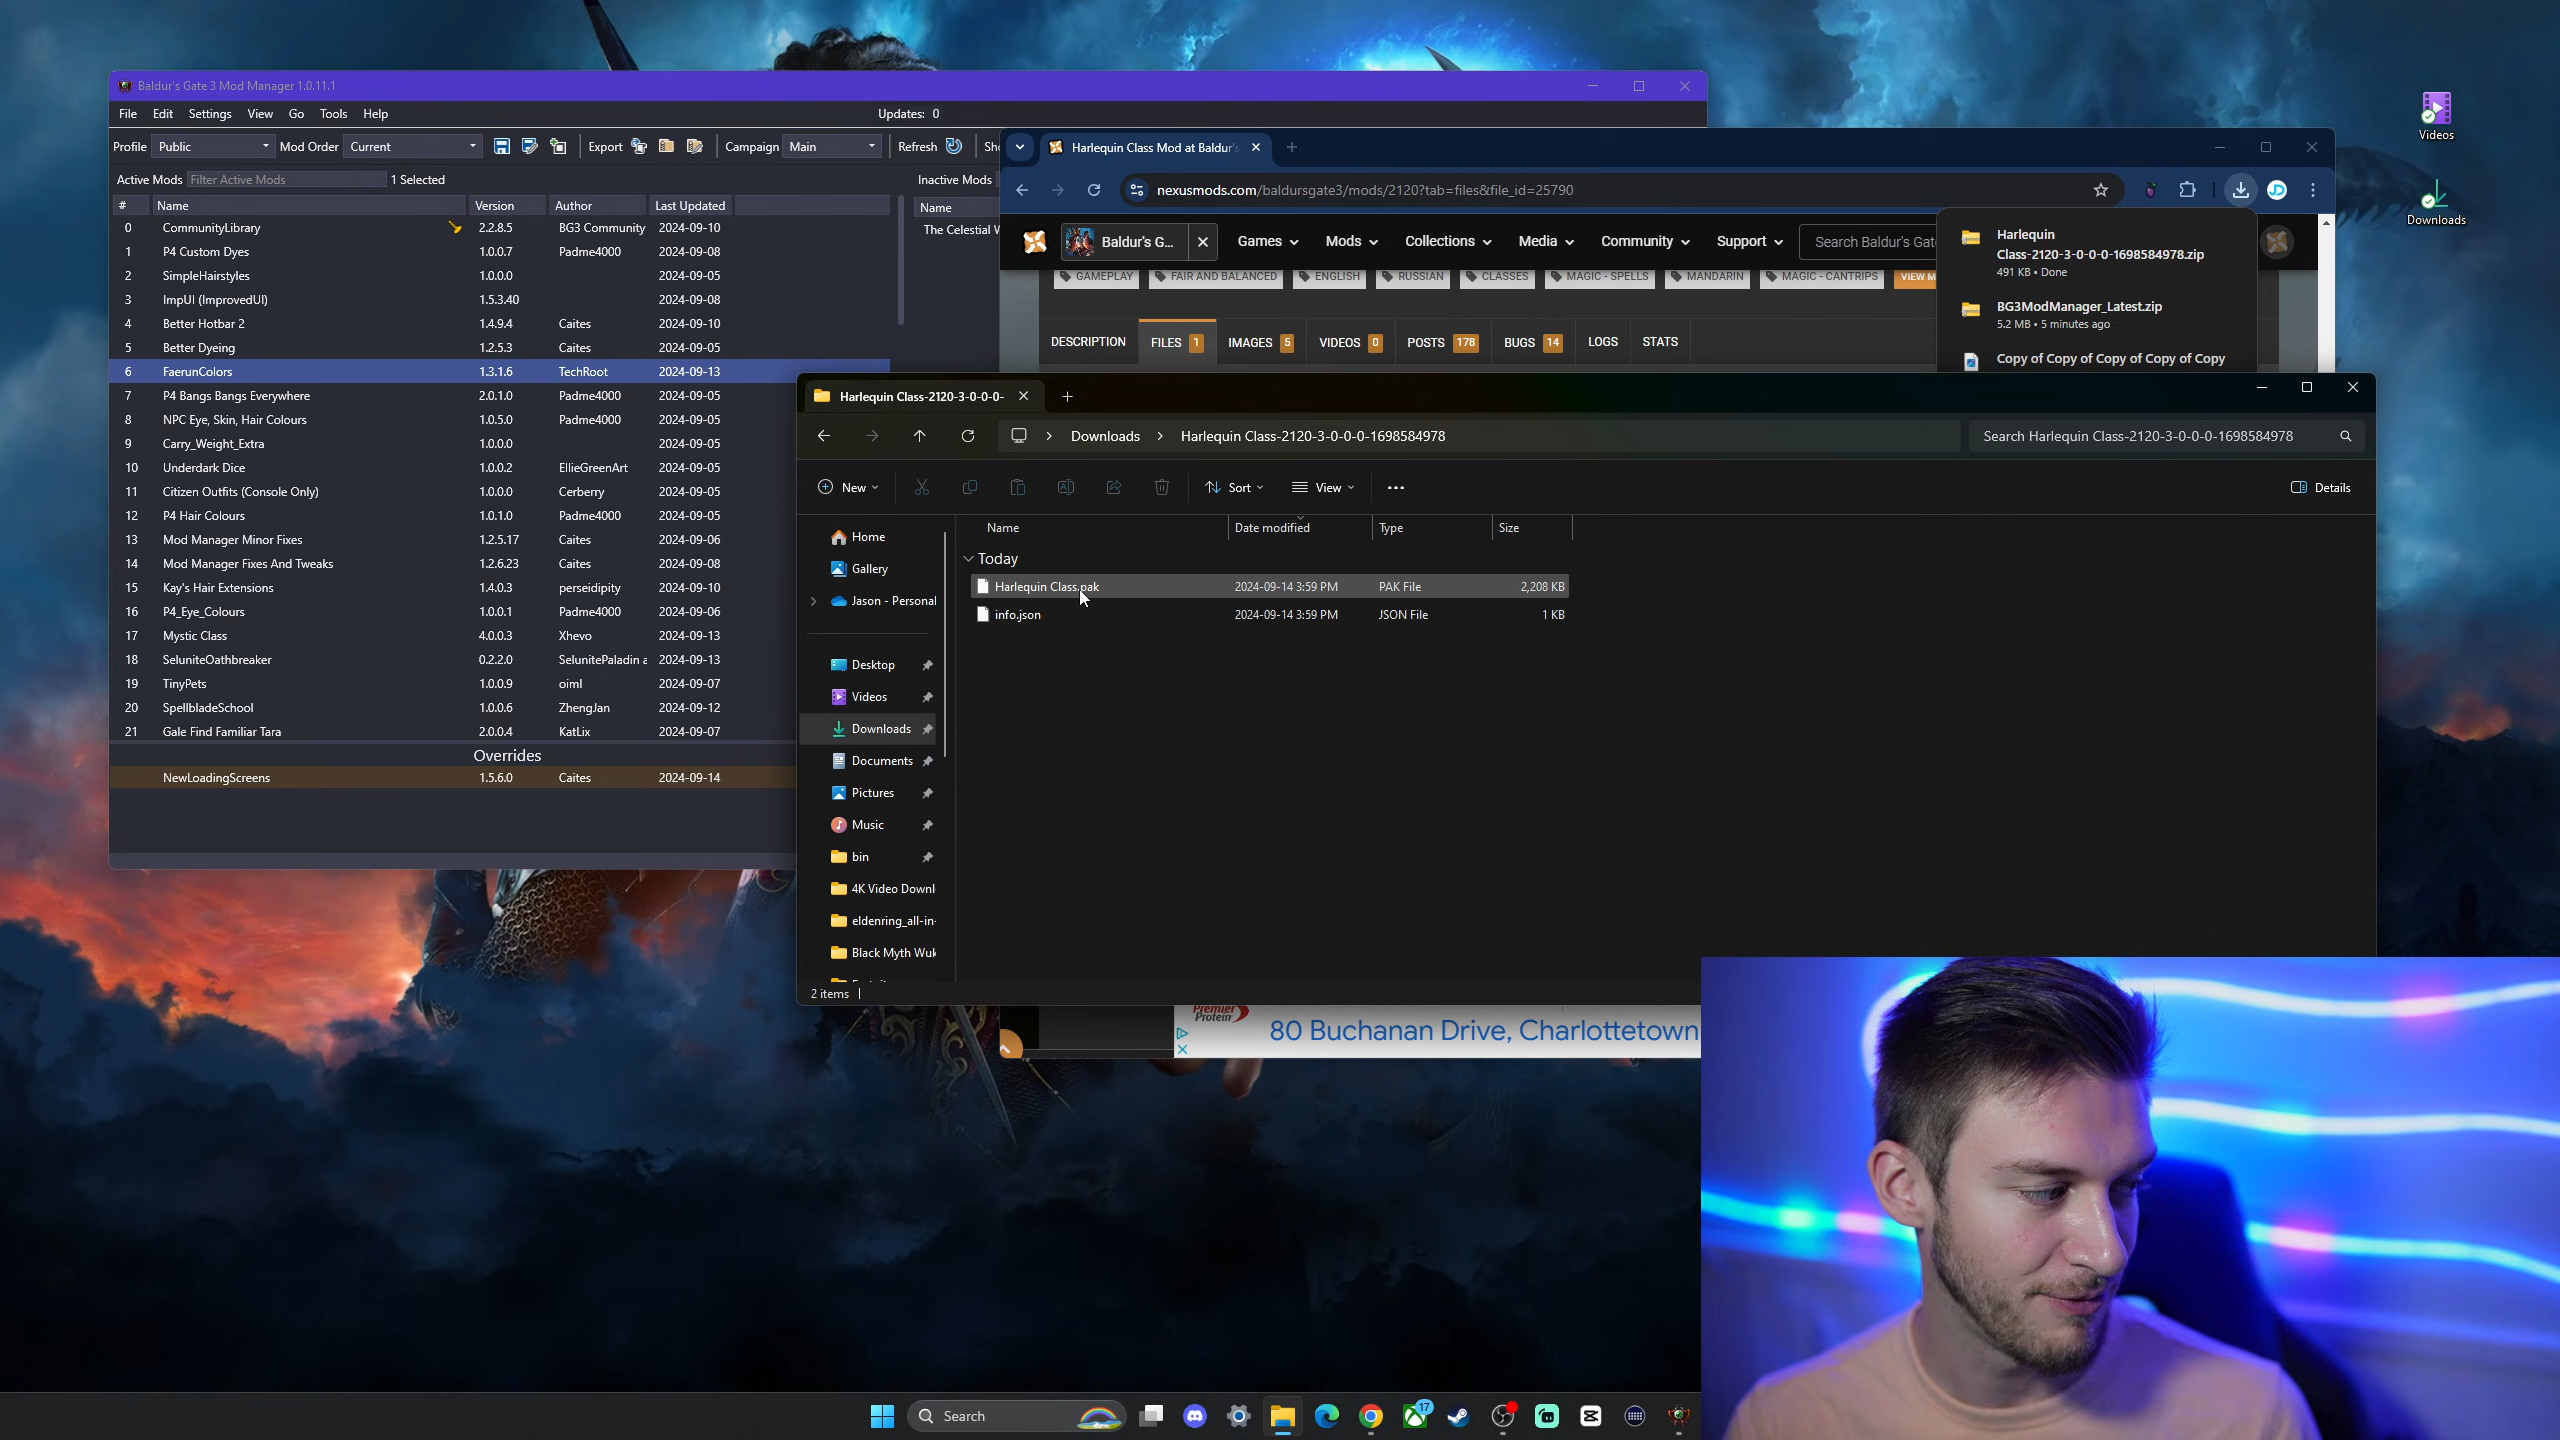 Baldur's Gate 3 Mod Manager 1.0.11.1
File Edit Settings View Go Tools Help Updates: 0
Profile Public Mod Order Current Export Campaign Main Refresh
Active Mods Filter Active Mods 1 Selected Inactive Mods
# Name Version Author Last Updated Name
0 CommunityLibrary 2.2.8.5 BG3 Community 2024-09-10 The Celestial
1 P4 Custom Dyes 1.0.0.7 Padme4000 2024-09-08
2 SimpleHairstyles 1.0.0.0 2024-09-05
3 ImpUI (ImprovedUI) 1.5.3.40 2024-09-08
4 Better Hotbar 2 1.4.9.4 Caites 2024-09-10
5 Better Dyeing 1.2.5.3 Caites 2024-09-05
6 FaerunColors 1.3.1.6 TechRoot 2024-09-13
7 P4 Bangs Bangs Everywhere 2.0.1.0 Padme4000 2024-09-05
8 NPC Eye, Skin, Hair Colours 1.0.5.0 Padme4000 2024-09-05
9 Carry_Weight_Extra 1.0.0.0 2024-09-05
10 Underdark Dice 1.0.0.2 EllieGreenArt 2024-09-05
11 Citizen Outfits (Console Only) 1.0.0.0 Cerberry 2024-09-05
12 P4 Hair Colours 1.0.1.0 Padme4000 2024-09-05
13 Mod Manager Minor Fixes 1.2.5.17 Caites 2024-09-06
14 Mod Manager Fixes And Tweaks 1.2.6.23 Caites 2024-09-08
15 Kay's Hair Extensions 1.4.0.3 perseidipity 2024-09-10
16 P4_Eye_Colours 1.0.0.1 Padme4000 2024-09-06
17 Mystic Class 4.0.0.3 Xhevo 2024-09-13
18 SeluniteOathbreaker 0.2.2.0 SelunitePaladin a 2024-09-13
19 TinyPets 1.0.0.9 oiml 2024-09-07
20 SpellbladeSchool 1.0.0.6 ZhengJan 2024-09-12
21 Gale Find Familiar Tara 2.0.0.4 KatLix 2024-09-07
Overrides
NewLoadingScreens 1.5.6.0 Caites 2024-09-14
Harlequin Class Mod at Baldur's
nexusmods.com/baldursgate3/mods/2120?tab=files&file_id=25790
JD
Baldur's G... Games Mods Collections Media Community Support Search Baldur's Gat
GAMEPLAY FAIR AND BALANCED ENGLISH RUSSIAN CLASSES MAGIC - SPELLS MANDARIN MAGIC - CANTRIPS VIEW M
DESCRIPTION FILES 1 IMAGES 5 VIDEOS 0 POSTS 178 BUGS 14 LOGS STATS
Harlequin
Class-2120-3-0-0-0-1698584978.zip
491 KB • Done
BG3ModManager_Latest.zip
5.2 MB • 5 minutes ago
Copy of Copy of Copy of Copy of Copy
Harlequin Class-2120-3-0-0-0-
Downloads > Harlequin Class-2120-3-0-0-0-1698584978 Search Harlequin Class-2120-3-0-0-0-1698584978
New Sort View Details
Name Date modified Type Size
Today
Harlequin Class.pak 2024-09-14 3:59 PM PAK File 2,208 KB
info.json 2024-09-14 3:59 PM JSON File 1 KB
Home
Gallery
Jason - Personal
Desktop
Videos
Downloads
Documents
Pictures
Music
bin
4K Video Downl
eldenring_all-in-
Black Myth Wuk
2 items
Premier
Protein
80 Buchanan Drive, Charlottetown
Videos
Downloads
Search
17